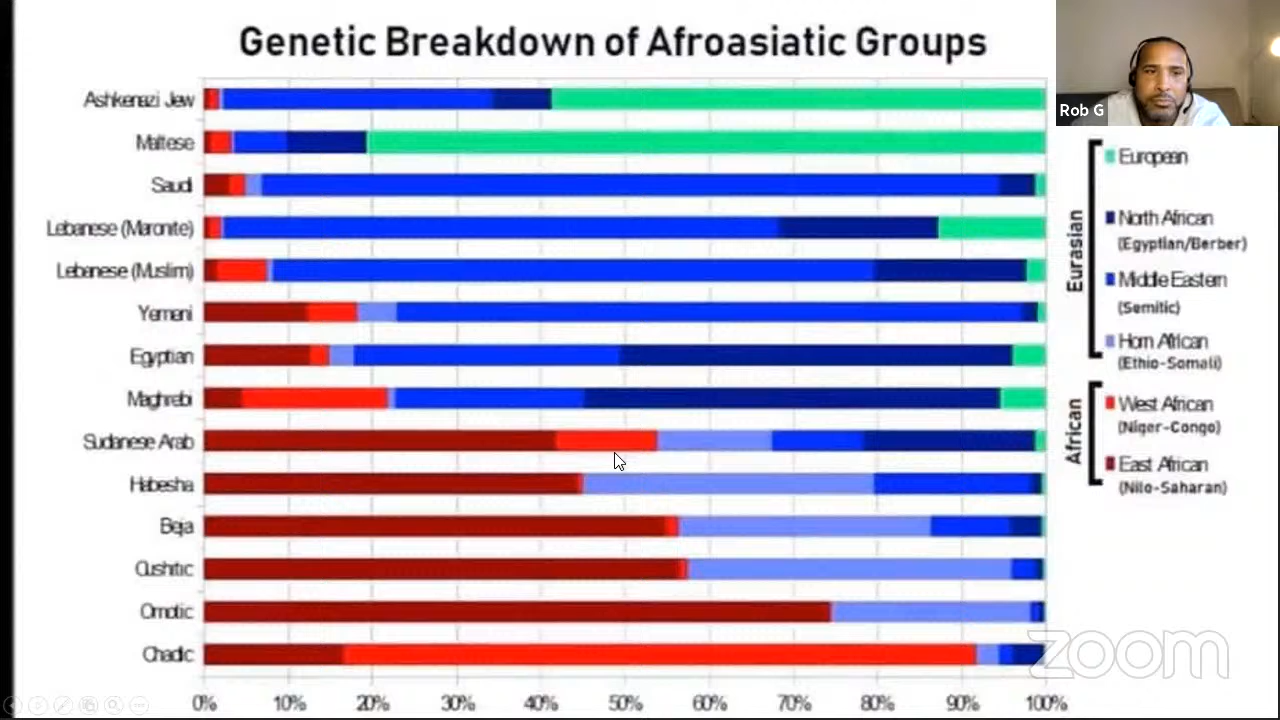 Genetic Breakdown of Afroasiatic Groups
Rob G
Ashkenazi Jew
Maltese
Saudi
Lebanese (Maronite)
Lebanese (Muslim)
Yemeni
Egyptian
Maghrebi
Sudanese Arab
Habesha
Beja
Cushitic
Omotic
Chadic
0% 10% 20% 30% 40% 50% 60% 70% 80% 90% 100%
Eurasian
European
North African
(Egyptian/Berber)
Middle Eastern
(Semitic)
Horn African
(Ethio-Somali)
African
West African
(Niger-Congo)
East African
(Nilo-Saharan)
zoom